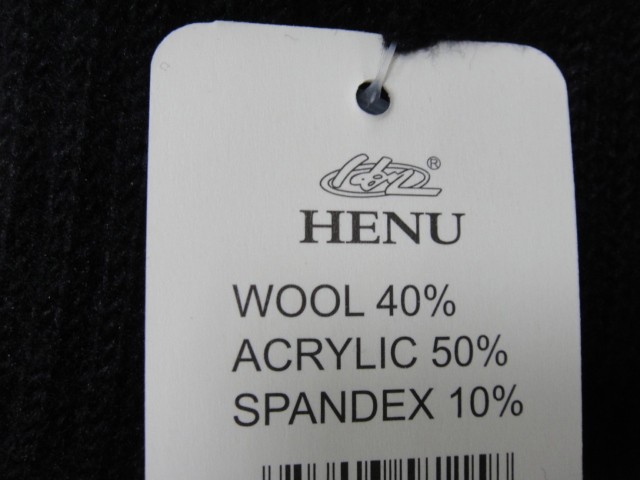 ®
HENU
WOOL 40%
ACRYLIC 50%
SPANDEX 10%